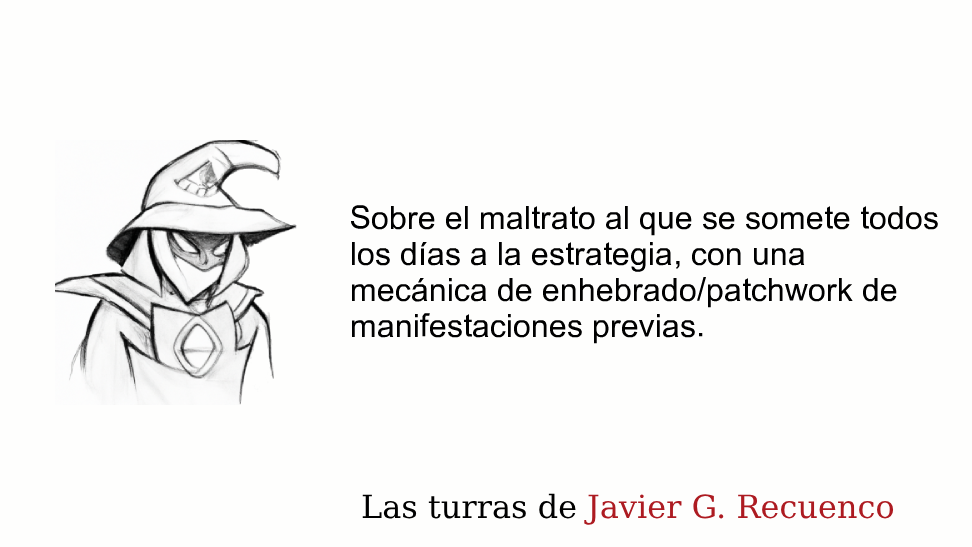 Sobre el maltrato al que se somete todos
los días a la estrategia, con una
mecánica de enhebrado/patchwork de
manifestaciones previas.
Las turras de Javier G. Recuenco